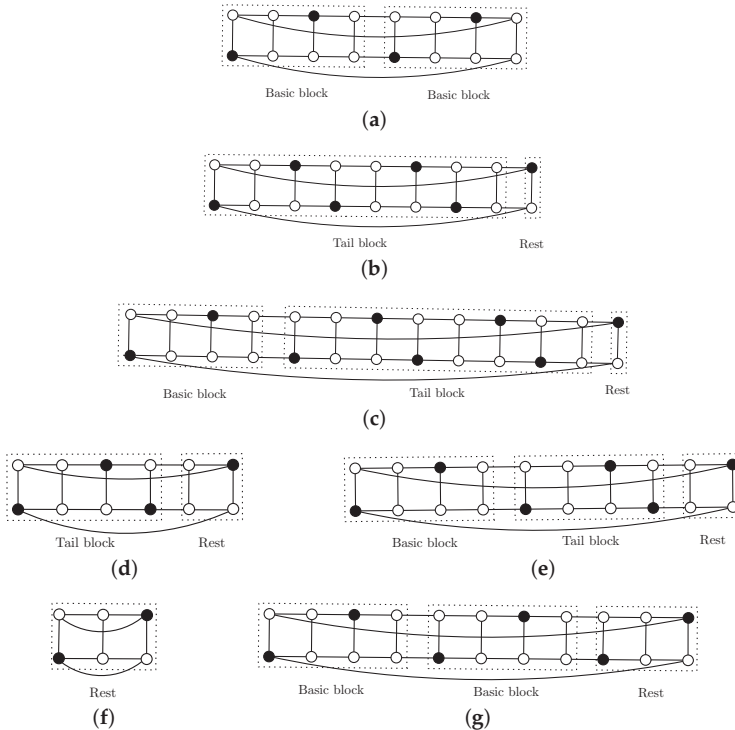 Basic block Basic block
(a)
Tail block Rest
(b)
Basic block Tail block Rest
(c)
Tail block Rest Basic block Tail block Rest
(d) (e)
Rest Basic block Basic block Rest
(f) (g)